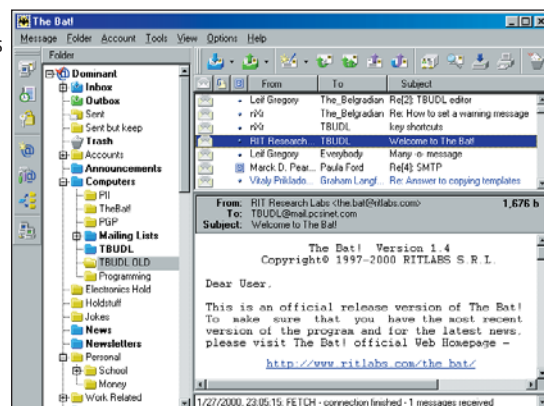 The Bat!
Message Folder Account Tools View Options Help
Folder
Dominant
Inbox
Outbox
Sent
Sent but keep
Trash
Accounts
Announcements
Computers
PII
TheBat!
PGP
Mailing Lists
TBUDL
TBUDL OLD
Programming
Electronics Hold
Holdstuff
Jokes
News
Newsletters
Personal
School
Money
Work Related
From To Subject
Leif Gregory The_Belgradian Re[2]: TBUDL editor
rXr The_Belgradian Re: How to set a warning message
rXr TBUDL key shortcuts
RIT Research... TBUDL Welcome to The Bat!
Leif Gregory Everybody Many -o- message
Marck D. Pear... Paula Ford Re[4]: SMTP
Vitaly Priklado... Graham Langf... Re: Answer to copying templates
From: RIT Research Labs <the.bat@ritlabs.com> 1,676 b
To: TBUDL@mail.pcsinet.com
Subject: Welcome to The Bat!
The Bat! Version 1.4
Copyright© 1997-2000 RITLABS S.R.L.
Dear User,
This is an official release version of The Bat!
To make sure that you have the most recent
version of the program and for the latest news,
please visit The Bat! official Web Homepage -
http://www.ritlabs.com/the_bat/
1/27/2000, 23:05:15: FETCH - connection finished - 1 messages received